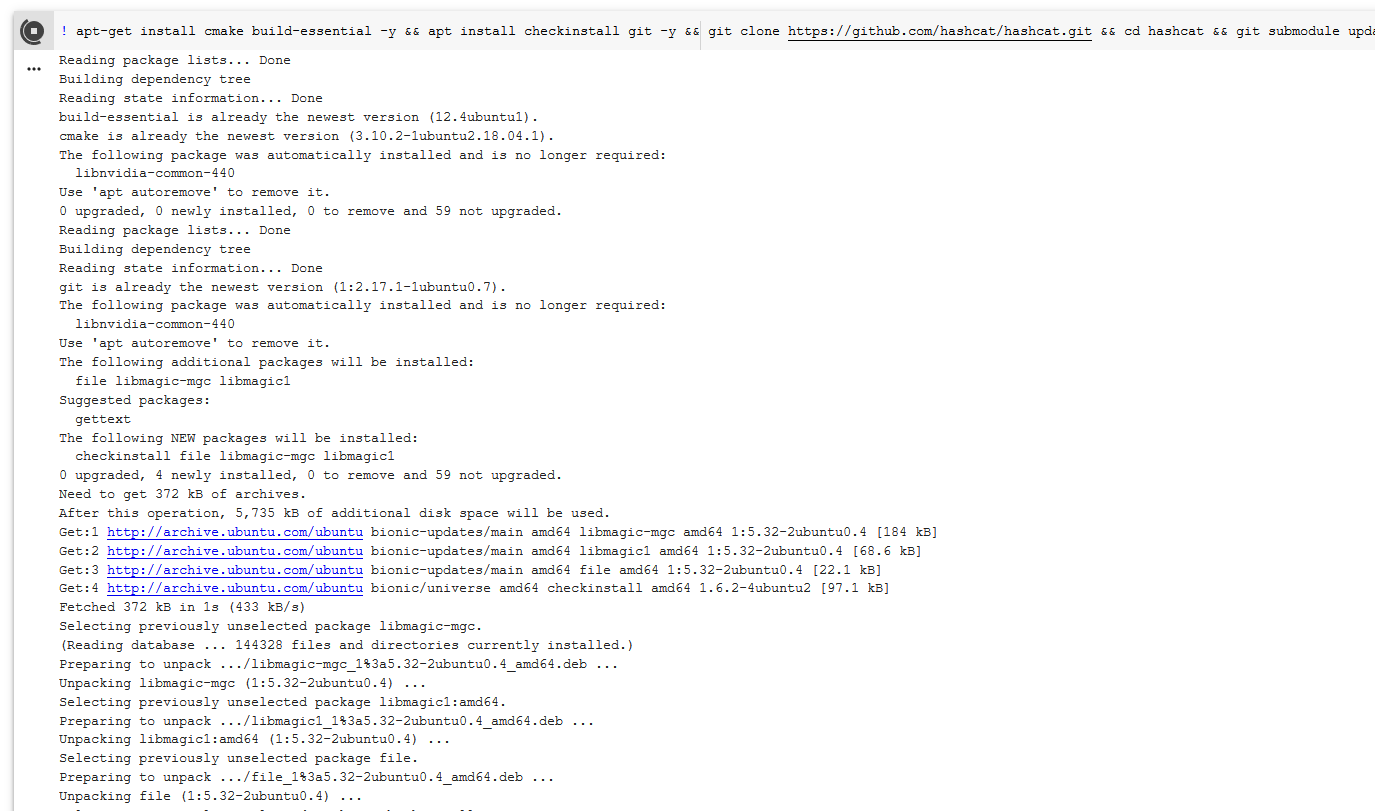 ! apt-get install cmake build-essential -y && apt install checkinstall git -y && git clone https://github.com/hashcat/hashcat.git && cd hashcat && git submodule
Reading package lists... Done
Building dependency tree
Reading state information... Done
build-essential is already the newest version (12.4ubuntu1).
cmake is already the newest version (3.10.2-1ubuntu2.18.04.1).
The following package was automatically installed and is no longer required:
  libnvidia-common-440
Use 'apt autoremove' to remove it.
0 upgraded, 0 newly installed, 0 to remove and 59 not upgraded.
Reading package lists... Done
Building dependency tree
Reading state information... Done
git is already the newest version (1:2.17.1-1ubuntu0.7).
The following package was automatically installed and is no longer required:
  libnvidia-common-440
Use 'apt autoremove' to remove it.
The following additional packages will be installed:
  file libmagic-mgc libmagic1
Suggested packages:
  gettext
The following NEW packages will be installed:
  checkinstall file libmagic-mgc libmagic1
0 upgraded, 4 newly installed, 0 to remove and 59 not upgraded.
Need to get 372 kB of archives.
After this operation, 5,735 kB of additional disk space will be used.
Get:1 http://archive.ubuntu.com/ubuntu bionic-updates/main amd64 libmagic-mgc amd64 1:5.32-2ubuntu0.4 [184 kB]
Get:2 http://archive.ubuntu.com/ubuntu bionic-updates/main amd64 libmagic1 amd64 1:5.32-2ubuntu0.4 [68.6 kB]
Get:3 http://archive.ubuntu.com/ubuntu bionic-updates/main amd64 file amd64 1:5.32-2ubuntu0.4 [22.1 kB]
Get:4 http://archive.ubuntu.com/ubuntu bionic/universe amd64 checkinstall amd64 1.6.2-4ubuntu2 [97.1 kB]
Fetched 372 kB in 1s (433 kB/s)
Selecting previously unselected package libmagic-mgc.
(Reading database ... 144328 files and directories currently installed.)
Preparing to unpack .../libmagic-mgc_1%3a5.32-2ubuntu0.4_amd64.deb ...
Unpacking libmagic-mgc (1:5.32-2ubuntu0.4) ...
Selecting previously unselected package libmagic1:amd64.
Preparing to unpack .../libmagic1_1%3a5.32-2ubuntu0.4_amd64.deb ...
Unpacking libmagic1:amd64 (1:5.32-2ubuntu0.4) ...
Selecting previously unselected package file.
Preparing to unpack .../file_1%3a5.32-2ubuntu0.4_amd64.deb ...
Unpacking file (1:5.32-2ubuntu0.4) ...